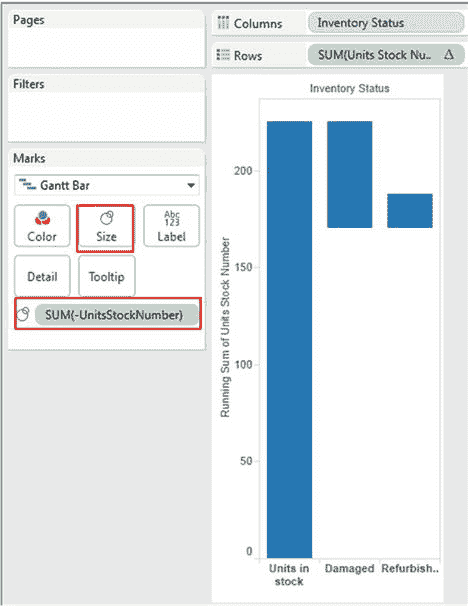 Pages
Columns
Inventory Status
Rows
SUM(Units Stock Nu.. Δ
Filters
Marks
Gantt Bar
Color
Size
Abc
123
Label
Detail
Tooltip
SUM(-UnitsStockNumber)
Inventory Status
Running Sum of Units Stock Number
200
150
100
50
0
Units in
stock
Damaged
Refurbish..